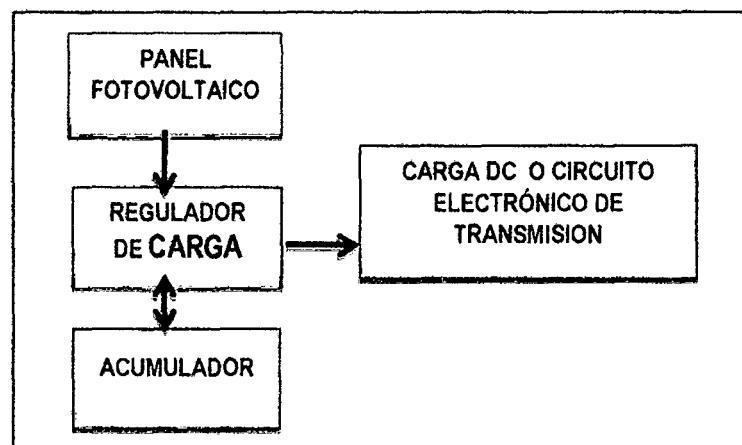 PANEL
FOTOVOLTAICO
REGULADOR
DE CARGA
CARGA DC O CIRCUITO
ELECTRÓNICO DE
TRANSMISION
ACUMULADOR